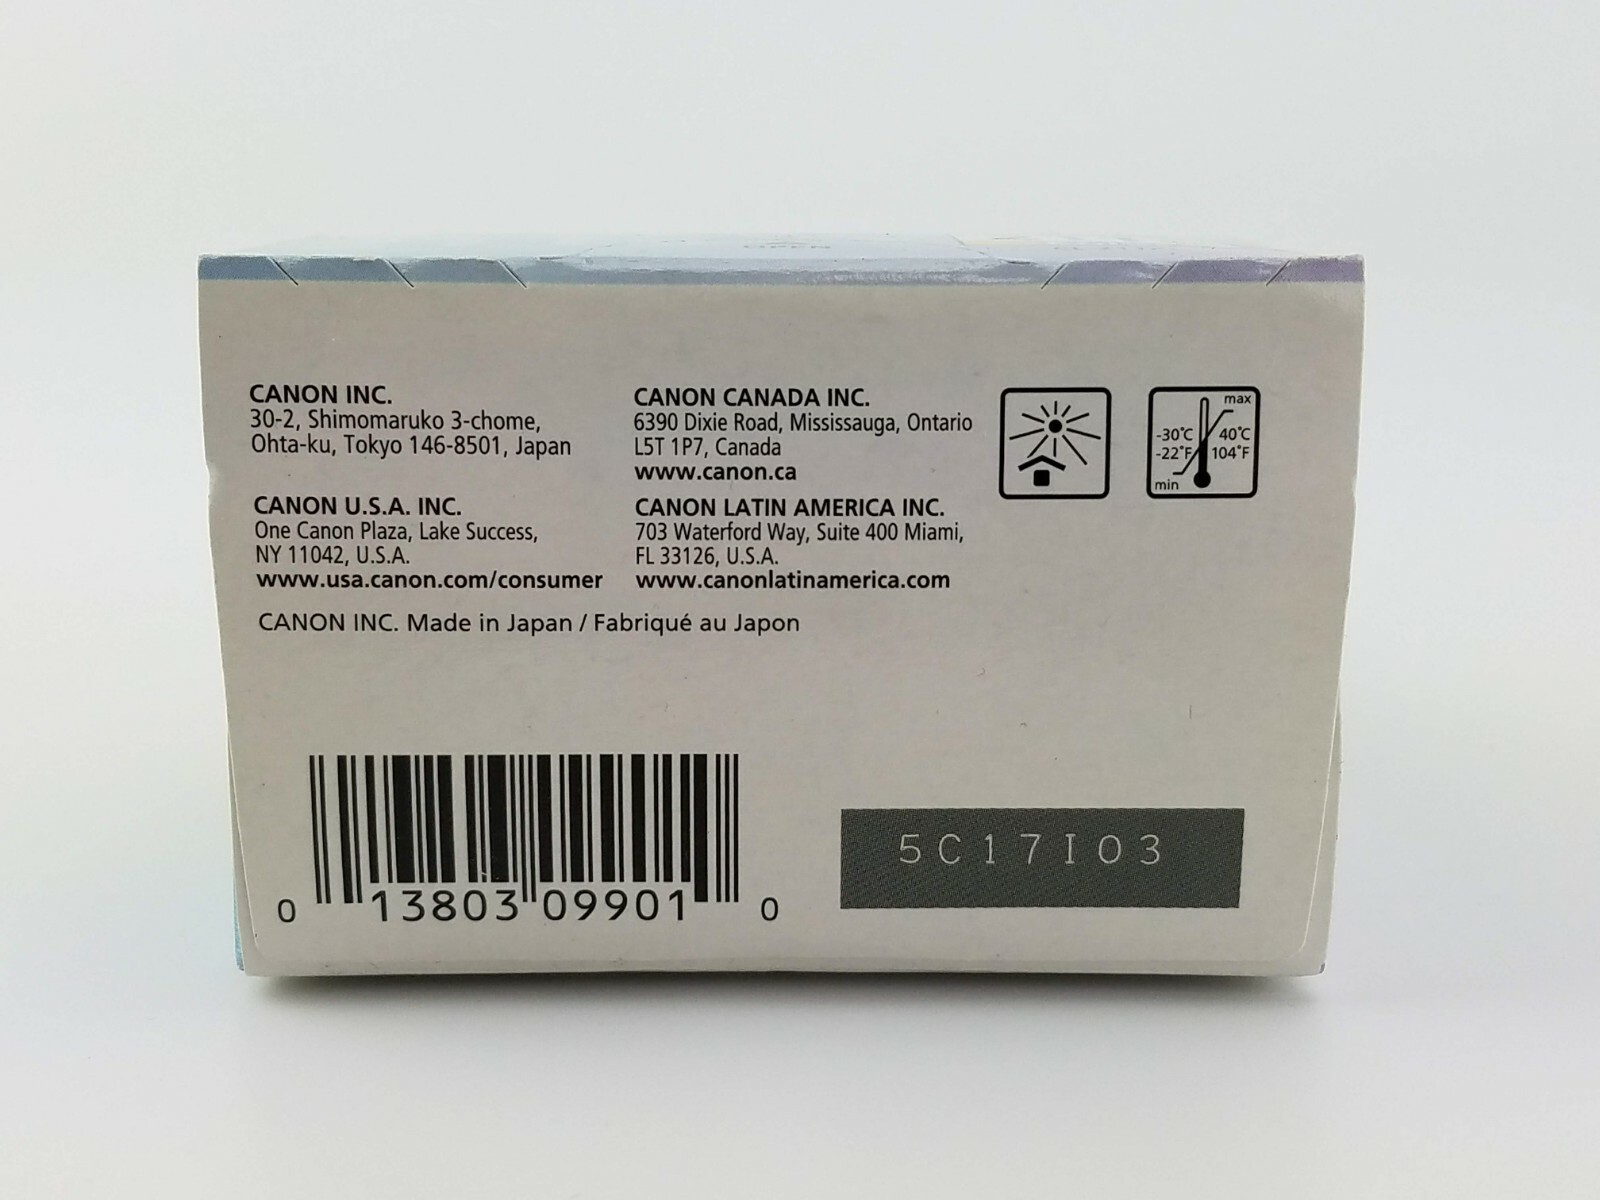 OPEN
CANON INC.
30-2, Shimomaruko 3-chome,
Ohta-ku, Tokyo 146-8501, Japan
CANON U.S.A. INC.
One Canon Plaza, Lake Success,
NY 11042, U.S.A.
www.usa.canon.com/consumer
CANON CANADA INC.
6390 Dixie Road, Mississauga, Ontario
L5T 1P7, Canada
www.canon.ca
CANON LATIN AMERICA INC.
703 Waterford Way, Suite 400 Miami,
FL 33126, U.S.A.
www.canonlatinamerica.com
CANON INC. Made in Japan / Fabriqué au Japon
max
-30°C 40°C
-22°F 104°F
min
0 13803 09901 0
5C17I03